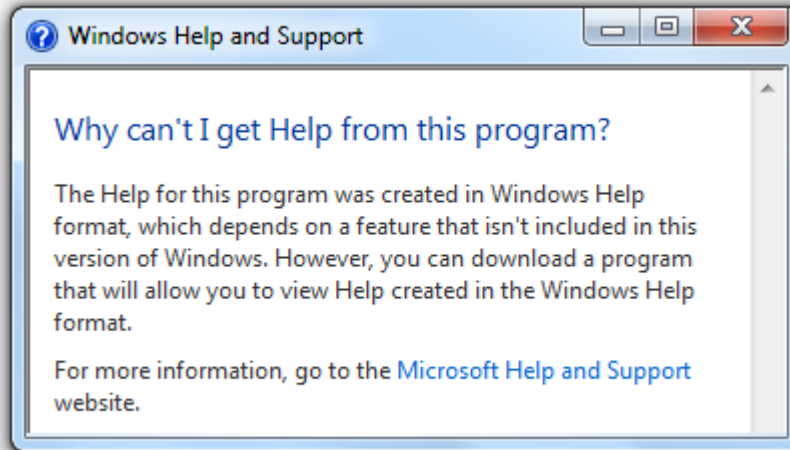 Windows Help and Support
Why can't I get Help from this program?
The Help for this program was created in Windows Help
format, which depends on a feature that isn't included in this
version of Windows. However, you can download a program
that will allow you to view Help created in the Windows Help
format.
For more information, go to the Microsoft Help and Support
website.